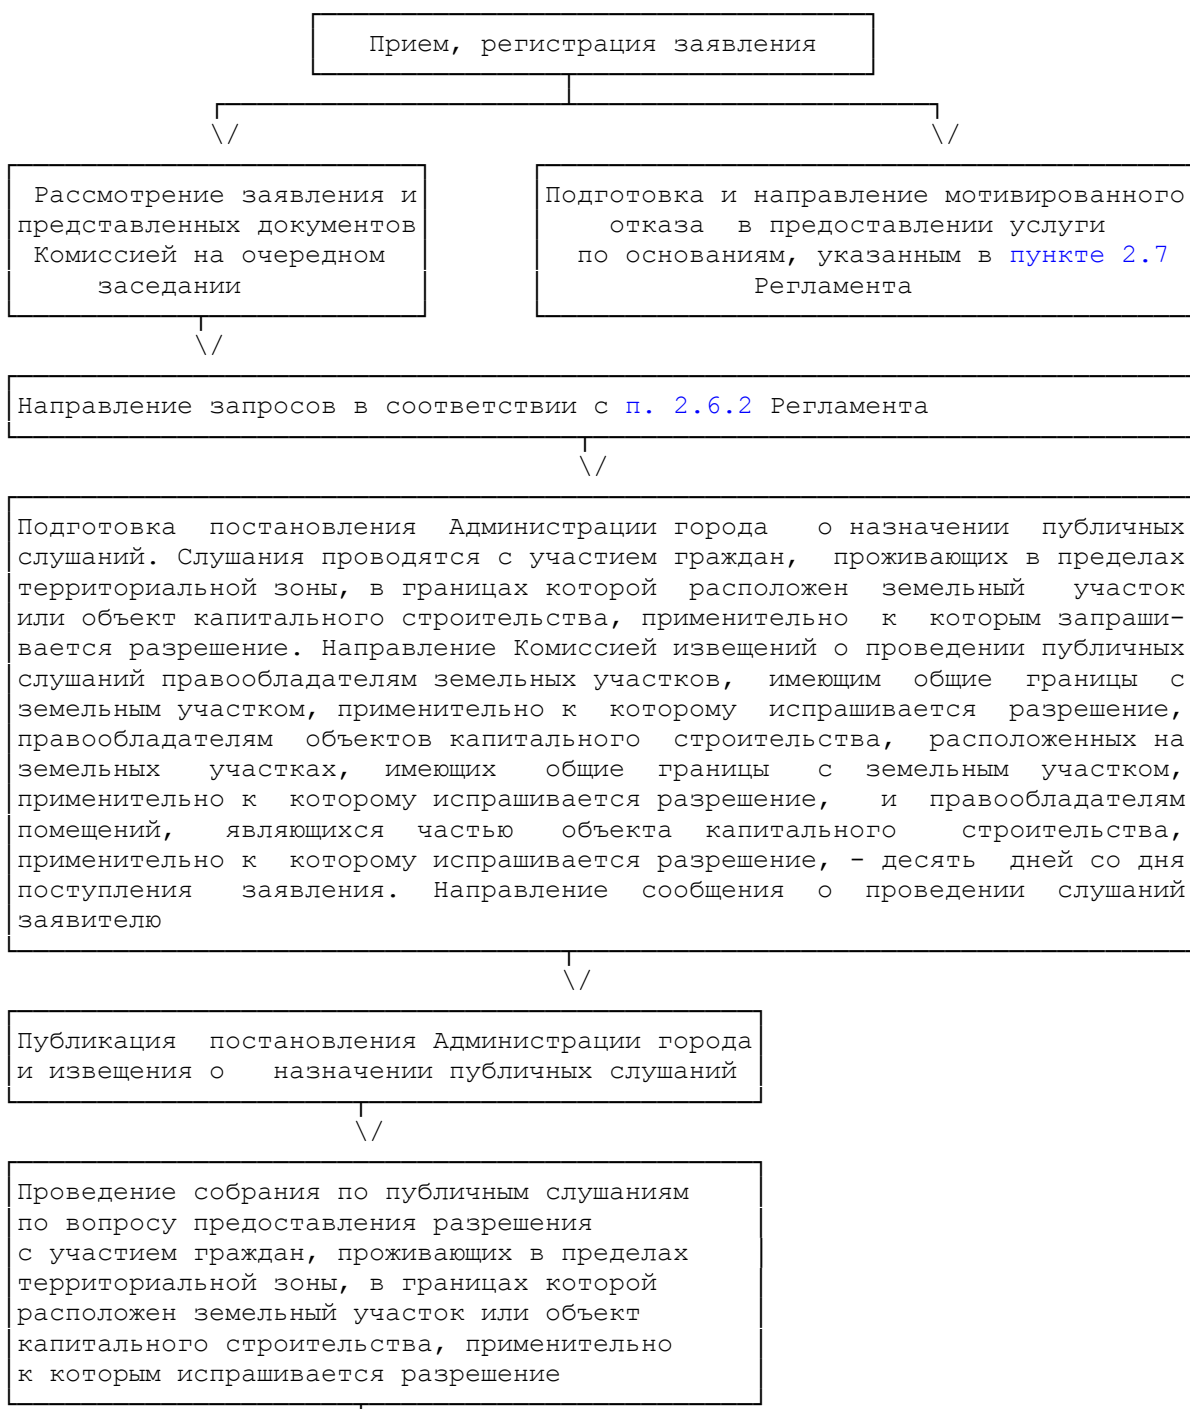 Прием, регистрация заявления
\/ \/
Рассмотрение заявления и
представленных документов
Комиссией на очередном
заседании
Подготовка и направление мотивированного
отказа в предоставлении услуги
по основаниям, указанным в пункте 2.7
Регламента
\/
Направление запросов в соответствии с п. 2.6.2 Регламента
\/
Подготовка постановления Администрации города о назначении публичных
слушаний. Слушания проводятся с участием граждан, проживающих в пределах
территориальной зоны, в границах которой расположен земельный участок
или объект капитального строительства, применительно к которым запраши-
вается разрешение. Направление Комиссией извещений о проведении публичных
слушаний правообладателям земельных участков, имеющим общие границы с
земельным участком, применительно к которому испрашивается разрешение,
правообладателям объектов капитального строительства, расположенных на
земельных участках, имеющих общие границы с земельным участком,
применительно к которому испрашивается разрешение, и правообладателям
помещений, являющихся частью объекта капитального строительства,
применительно к которому испрашивается разрешение, - десять дней со дня
поступления заявления. Направление сообщения о проведении слушаний
заявителю
\/
Публикация постановления Администрации города
и извещения о назначении публичных слушаний
\/
Проведение собрания по публичным слушаниям
по вопросу предоставления разрешения
с участием граждан, проживающих в пределах
территориальной зоны, в границах которой
расположен земельный участок или объект
капитального строительства, применительно
к которым испрашивается разрешение